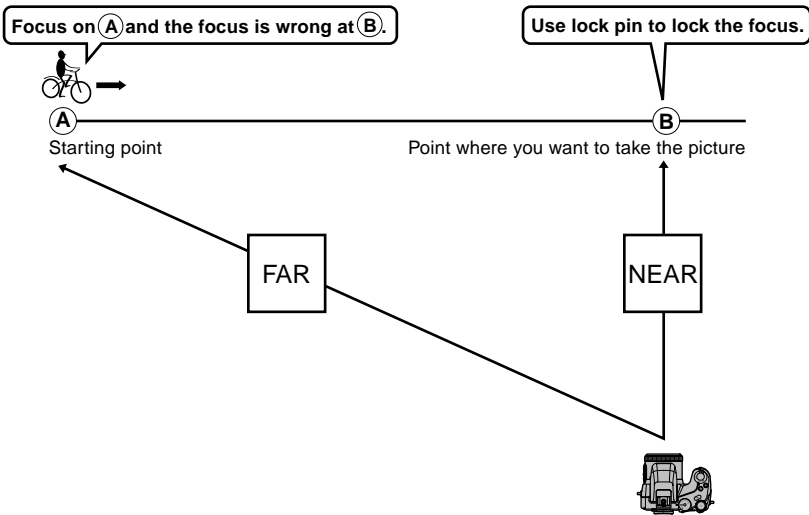 Focus on Ⓐ and the focus is wrong at Ⓑ.
Use lock pin to lock the focus.
Ⓐ
Ⓑ
Starting point
Point where you want to take the picture
FAR
NEAR